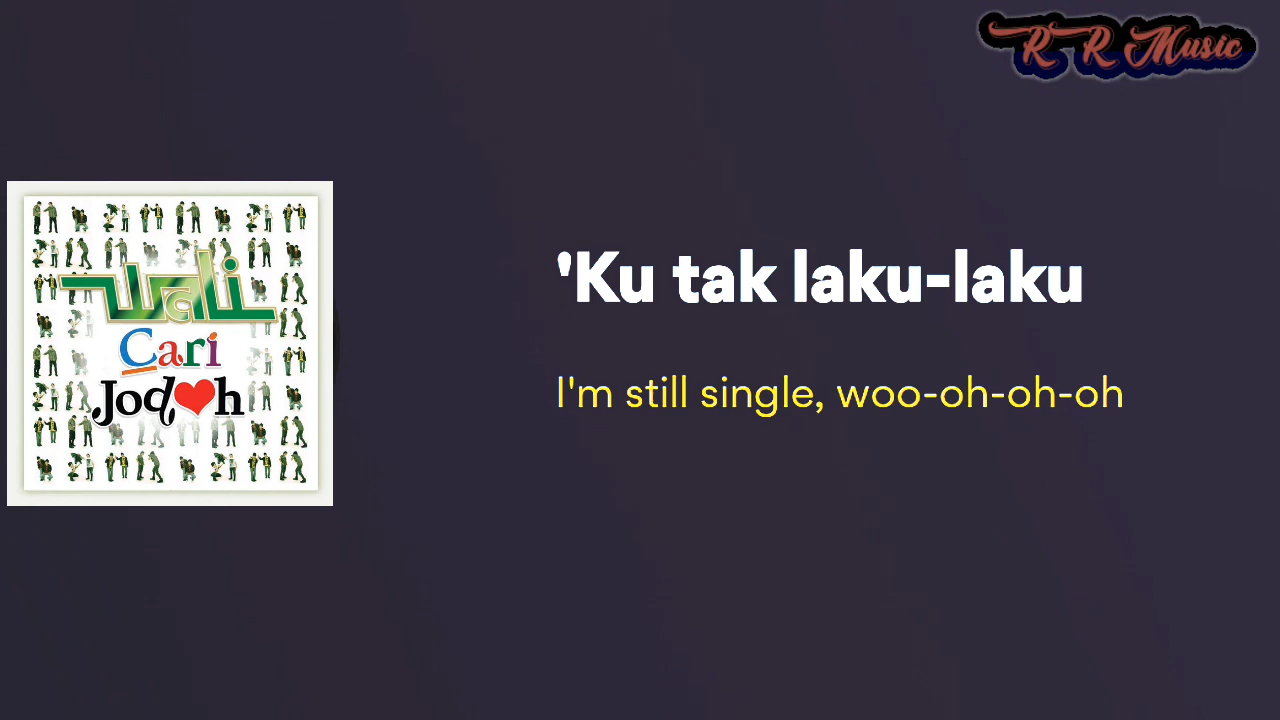 R R Music
Wali
Cari
Jodoh
'Ku tak laku-laku
I'm still single, woo-oh-oh-oh